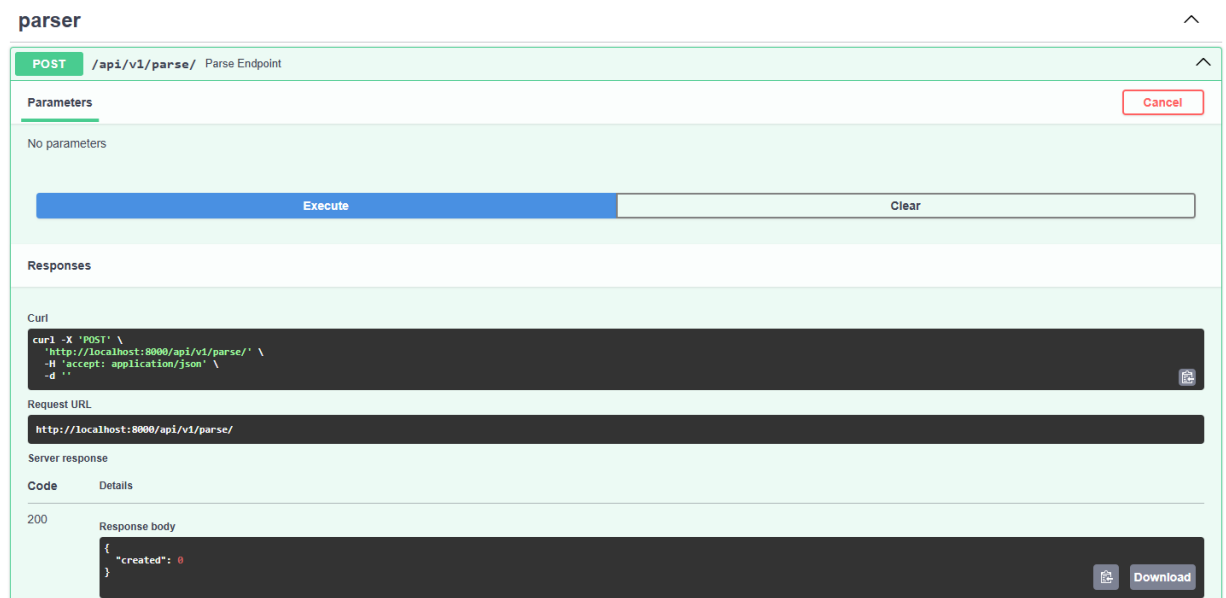 parser
POST /api/v1/parse/ Parse Endpoint
Parameters
Cancel
No parameters
Execute
Clear
Responses
Curl
curl -X 'POST' \
  'http://localhost:8000/api/v1/parse/' \
  -H 'accept: application/json' \
  -d ''
Request URL
http://localhost:8000/api/v1/parse/
Server response
Code Details
200
Response body
{
  "created": 0
}
Download